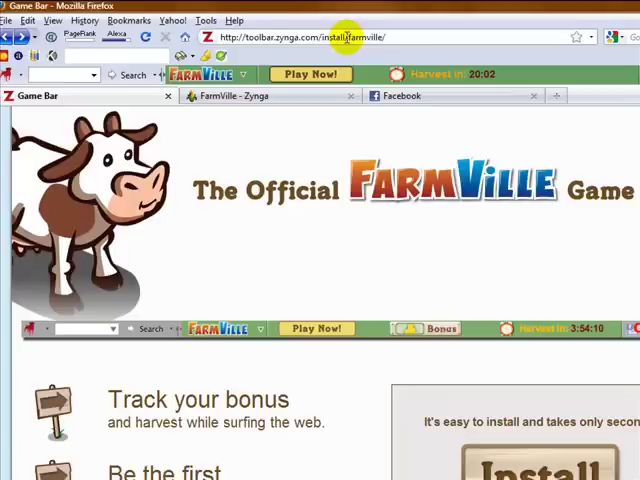 Game Bar - Mozilla Firefox
File Edit View History Bookmarks Yahoo! Tools Help
PageRank Alexa http://toolbar.zynga.com/install/farmville/
Search FARMVILLE Play Now! Harvest in: 20:02
Game Bar FarmVille - Zynga Facebook
The Official FARMVILLE Game
Search FARMVILLE Play Now! Bonus Harvest in: 3:54:10
Track your bonus
and harvest while surfing the web.
It's easy to install and takes only secon
Install
Be the first